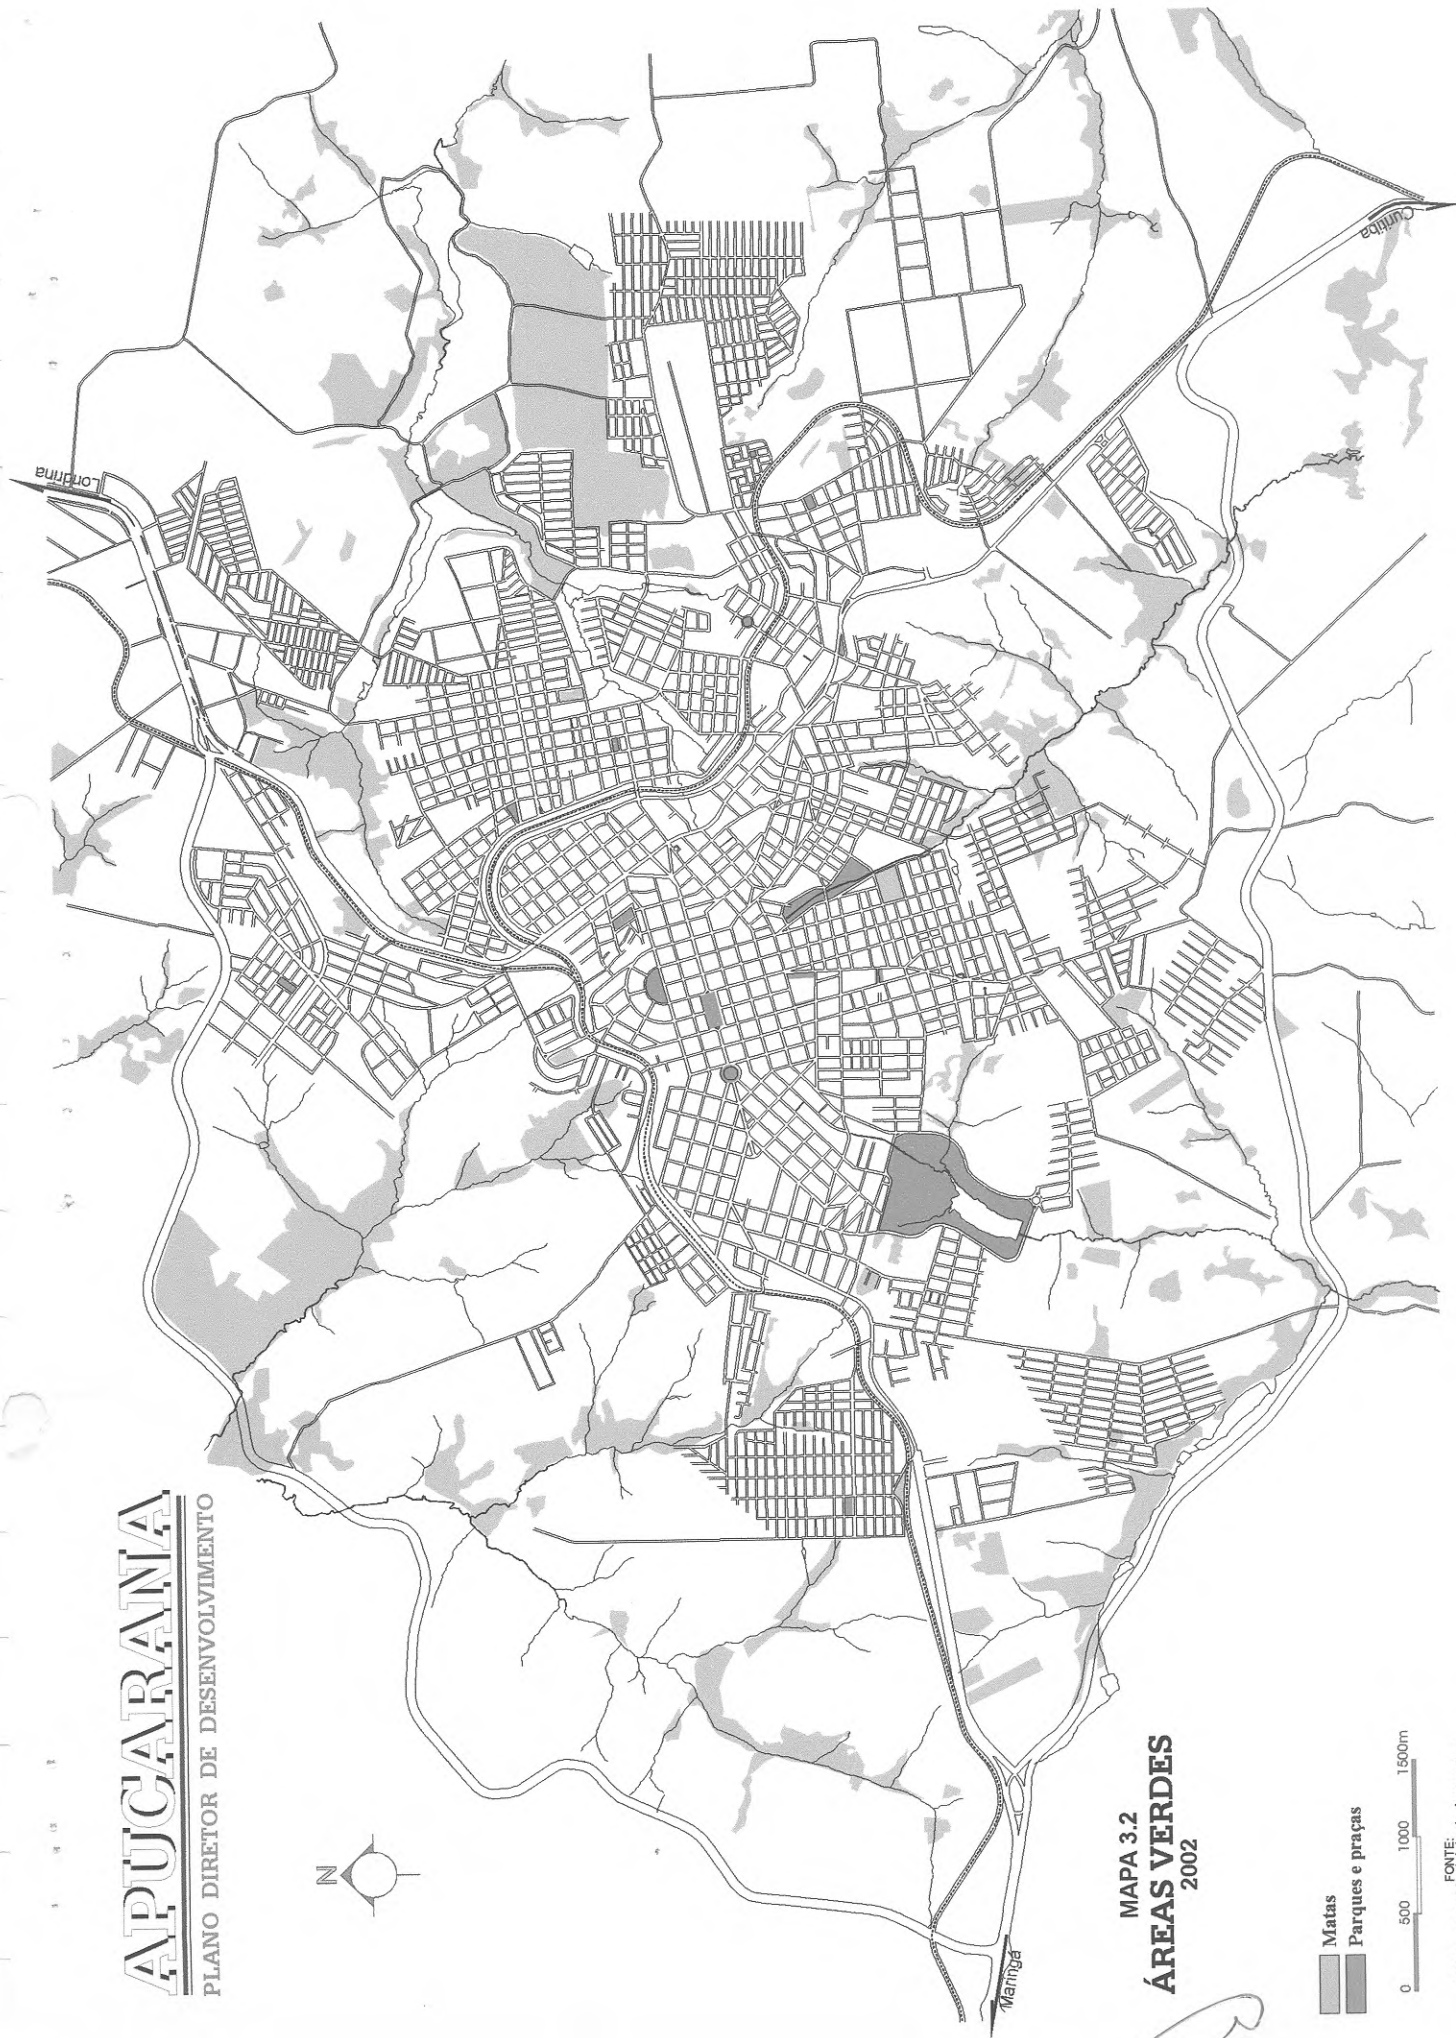 APUCARANA
PLANO DIRETOR DE DESENVOLVIMENTO
N
Londrina
Curitiba
Maringá
MAPA 3.2
ÁREAS VERDES
2002
Matas
Parques e praças
0 500 1000 1500m
FONTE: